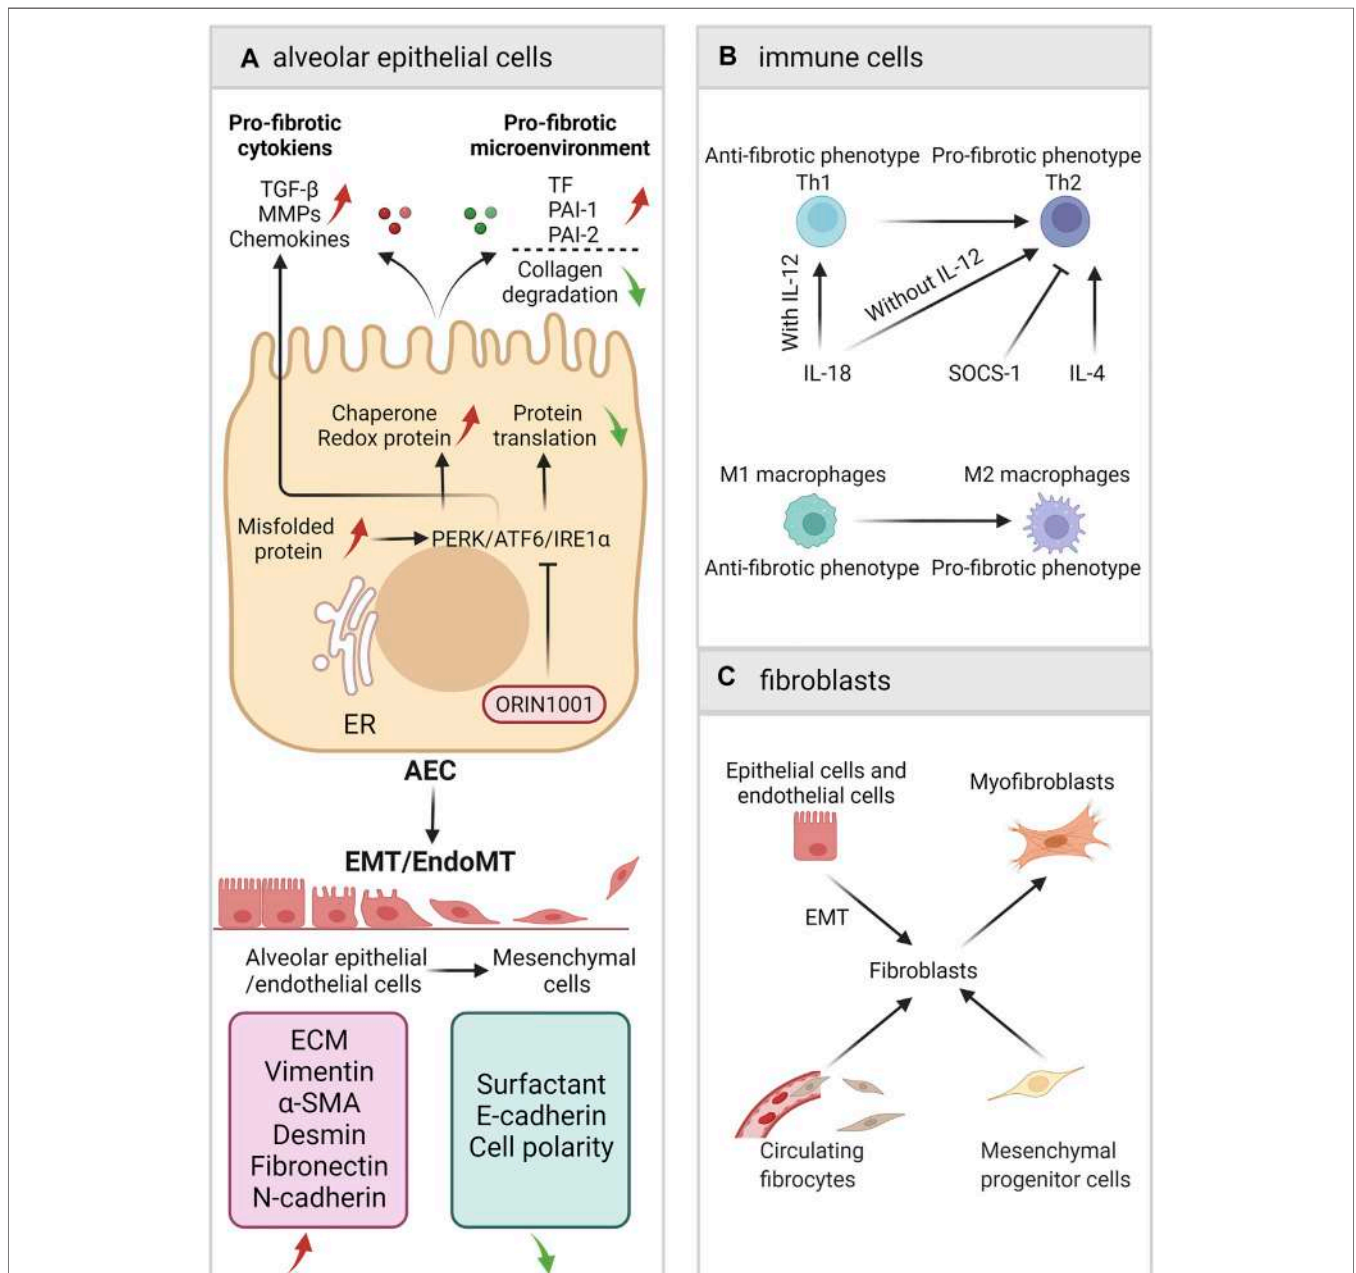 A alveolar epithelial cells
Pro-fibrotic
cytokiens
TGF-β
MMPs
Chemokines
Pro-fibrotic
microenvironment
TF
PAI-1
PAI-2
Collagen
degradation
Chaperone
Redox protein
Protein
translation
Misfolded
protein
PERK/ATF6/IRE1α
ORIN1001
ER
AEC
EMT/EndoMT
Alveolar epithelial
/endothelial cells
Mesenchymal
cells
ECM
Vimentin
α-SMA
Desmin
Fibronectin
N-cadherin
Surfactant
E-cadherin
Cell polarity
B immune cells
Anti-fibrotic phenotype
Th1
Pro-fibrotic phenotype
Th2
With IL-12
Without IL-12
IL-18
SOCS-1
IL-4
M1 macrophages
M2 macrophages
Anti-fibrotic phenotype
Pro-fibrotic phenotype
C fibroblasts
Epithelial cells and
endothelial cells
Myofibroblasts
EMT
Fibroblasts
Circulating
fibrocytes
Mesenchymal
progenitor cells